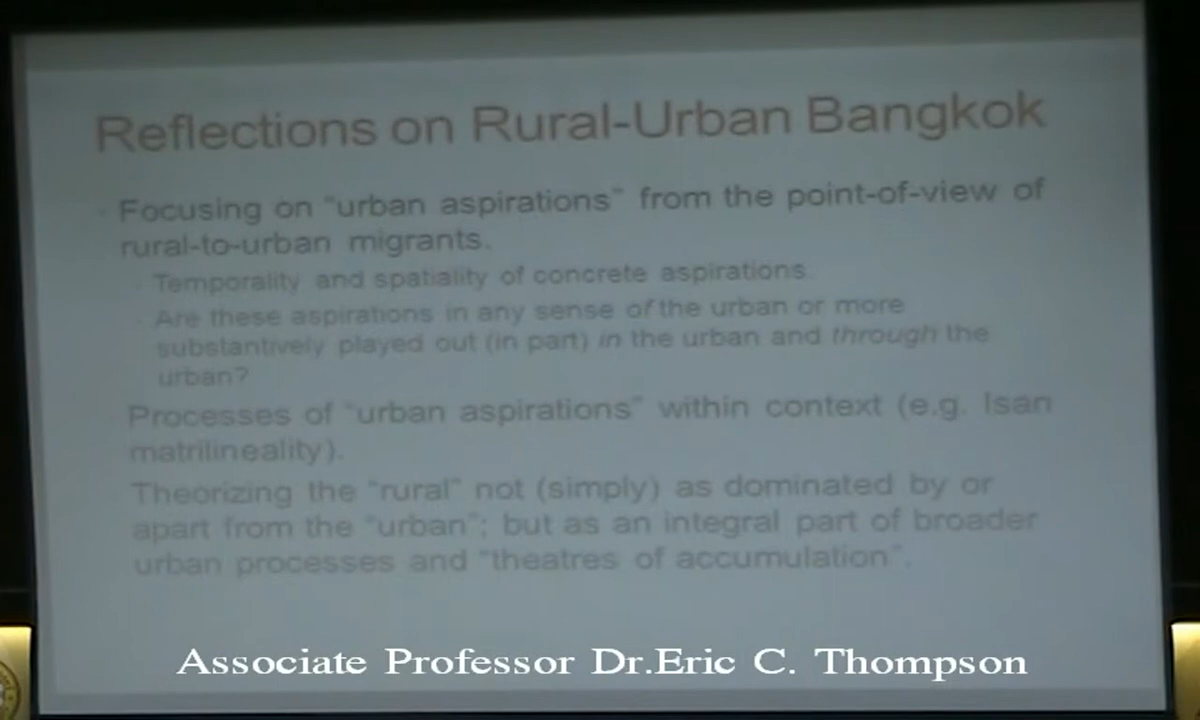 Reflections on Rural-Urban Bangkok
Focusing on "urban aspirations" from the point-of-view of
rural-to-urban migrants.
Temporality and spatiality of concrete aspirations.
Are these aspirations in any sense of the urban or more
substantively played out (in part) in the urban and through the
urban?
Processes of "urban aspirations" within context (e.g. Isan
matrilineality).
Theorizing the "rural" not (simply) as dominated by or
apart from the "urban"; but as an integral part of broader
urban processes and "theatres of accumulation".
Associate Professor Dr.Eric C. Thompson